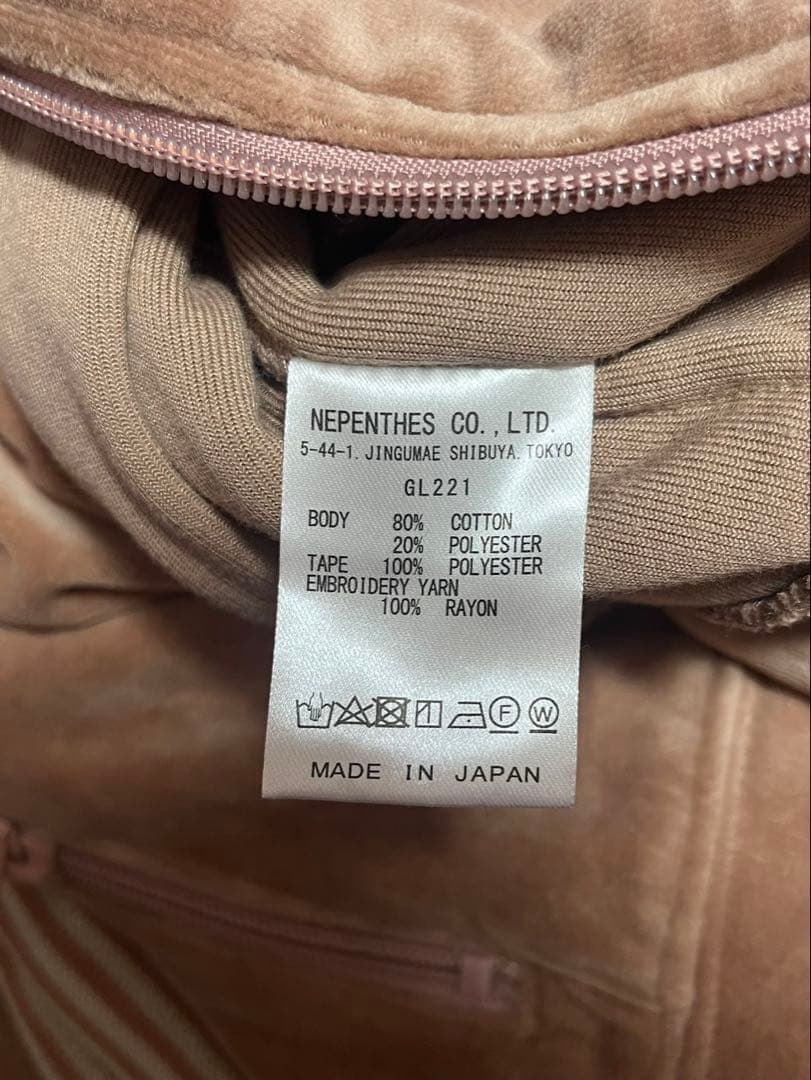 NEPENTHES CO.,LTD.
5-44-1. JINGUMAE SHIBUYA. TOKYO
GL221
BODY 80% COTTON
20% POLYESTER
TAPE 100% POLYESTER
EMBROIDERY YARN
100% RAYON
F W
MADE IN JAPAN